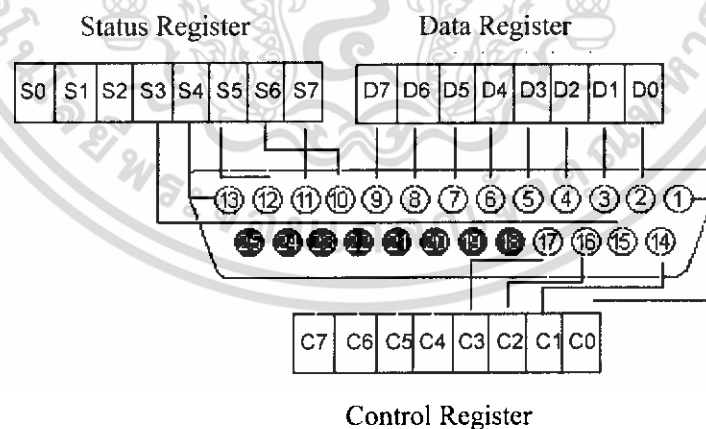 Status Register Data Register
S0 S1 S2 S3 S4 S5 S6 S7 D7 D6 D5 D4 D3 D2 D1 D0
13 12 11 10 9 8 7 6 5 4 3 2 1
25 24 23 22 21 20 19 18 17 16 15 14
C7 C6 C5 C4 C3 C2 C1 C0
Control Register